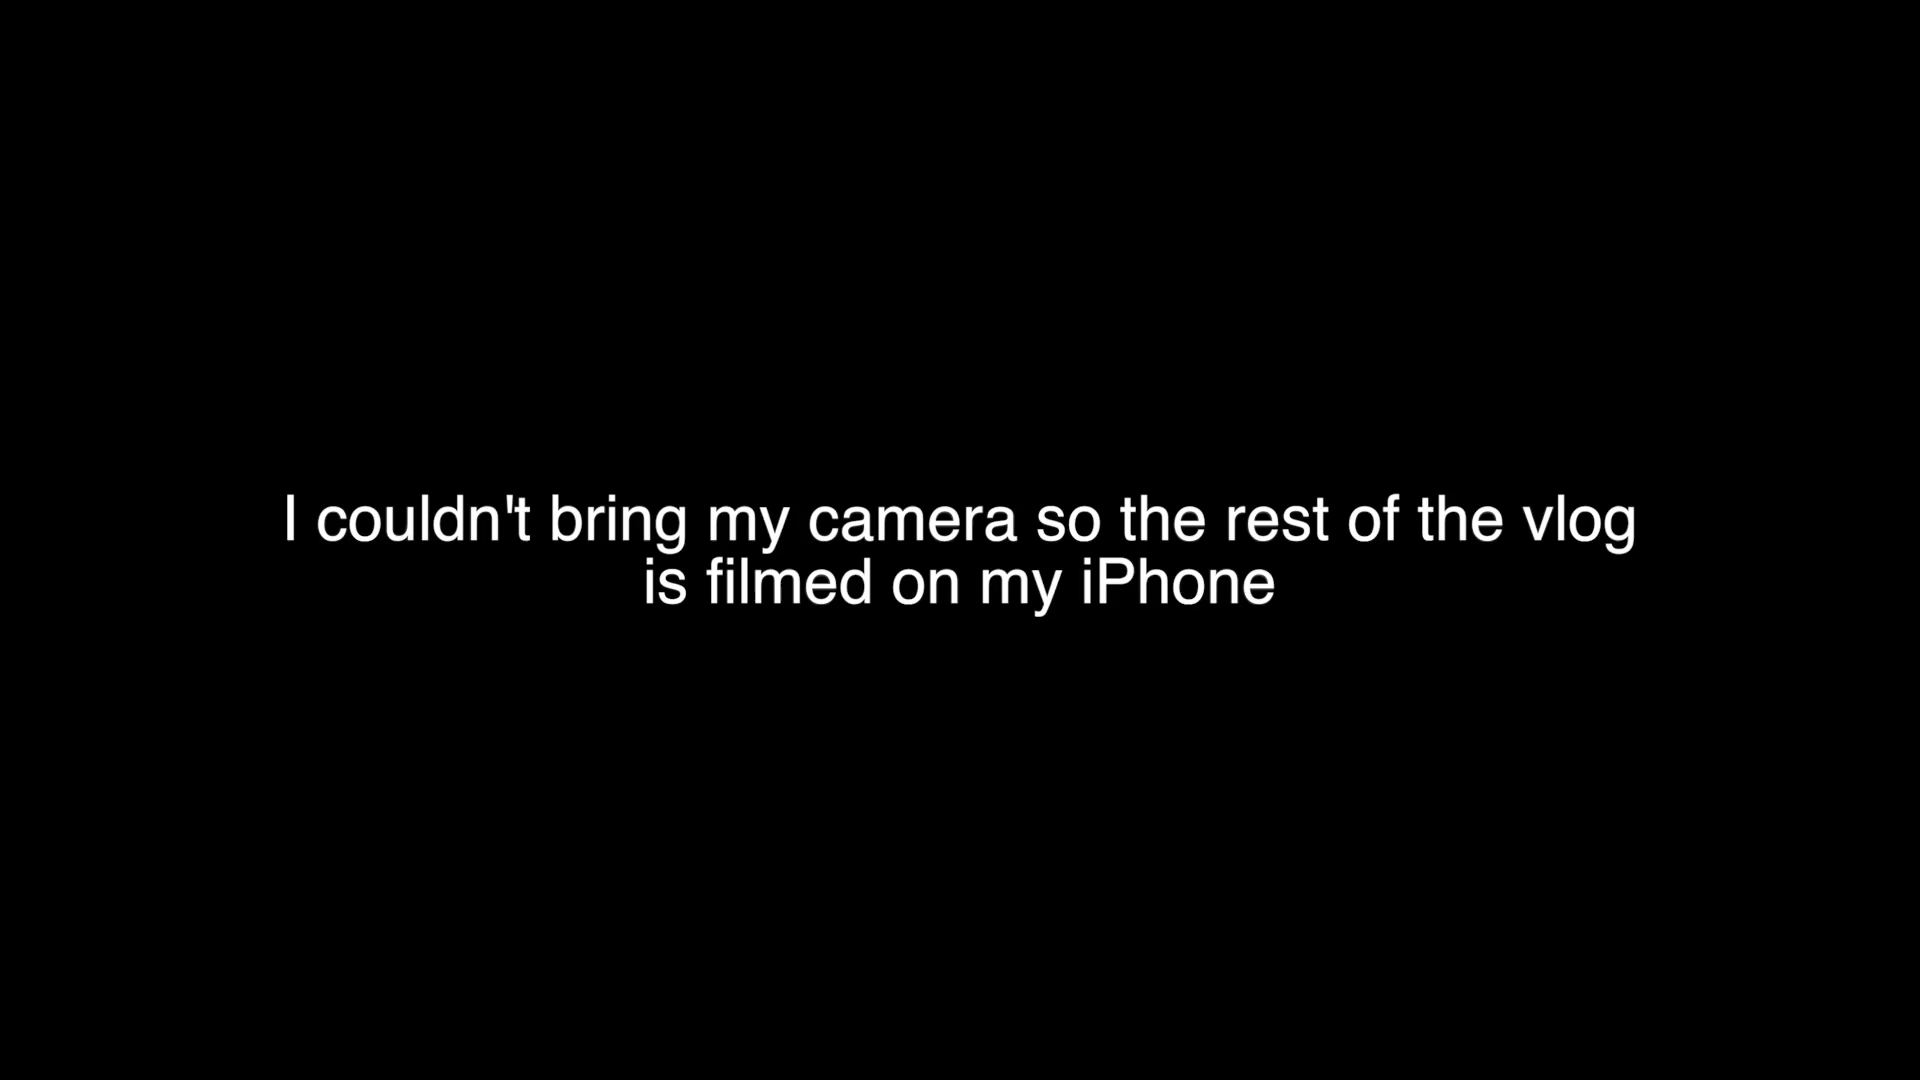 I couldn't bring my camera so the rest of the vlog
is filmed on my iPhone